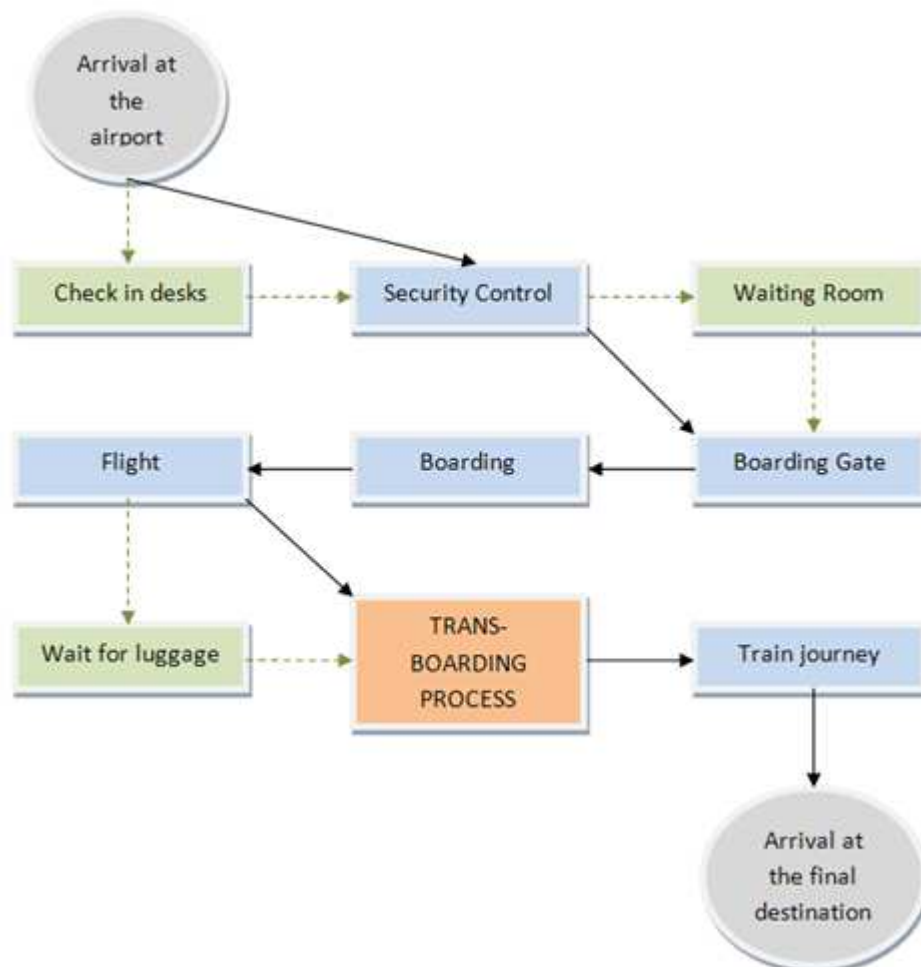 Arrival at
the
airport
Check in desks
Security Control
Waiting Room
Flight
Boarding
Boarding Gate
Wait for luggage
TRANS-
BOARDING
PROCESS
Train journey
Arrival at
the final
destination